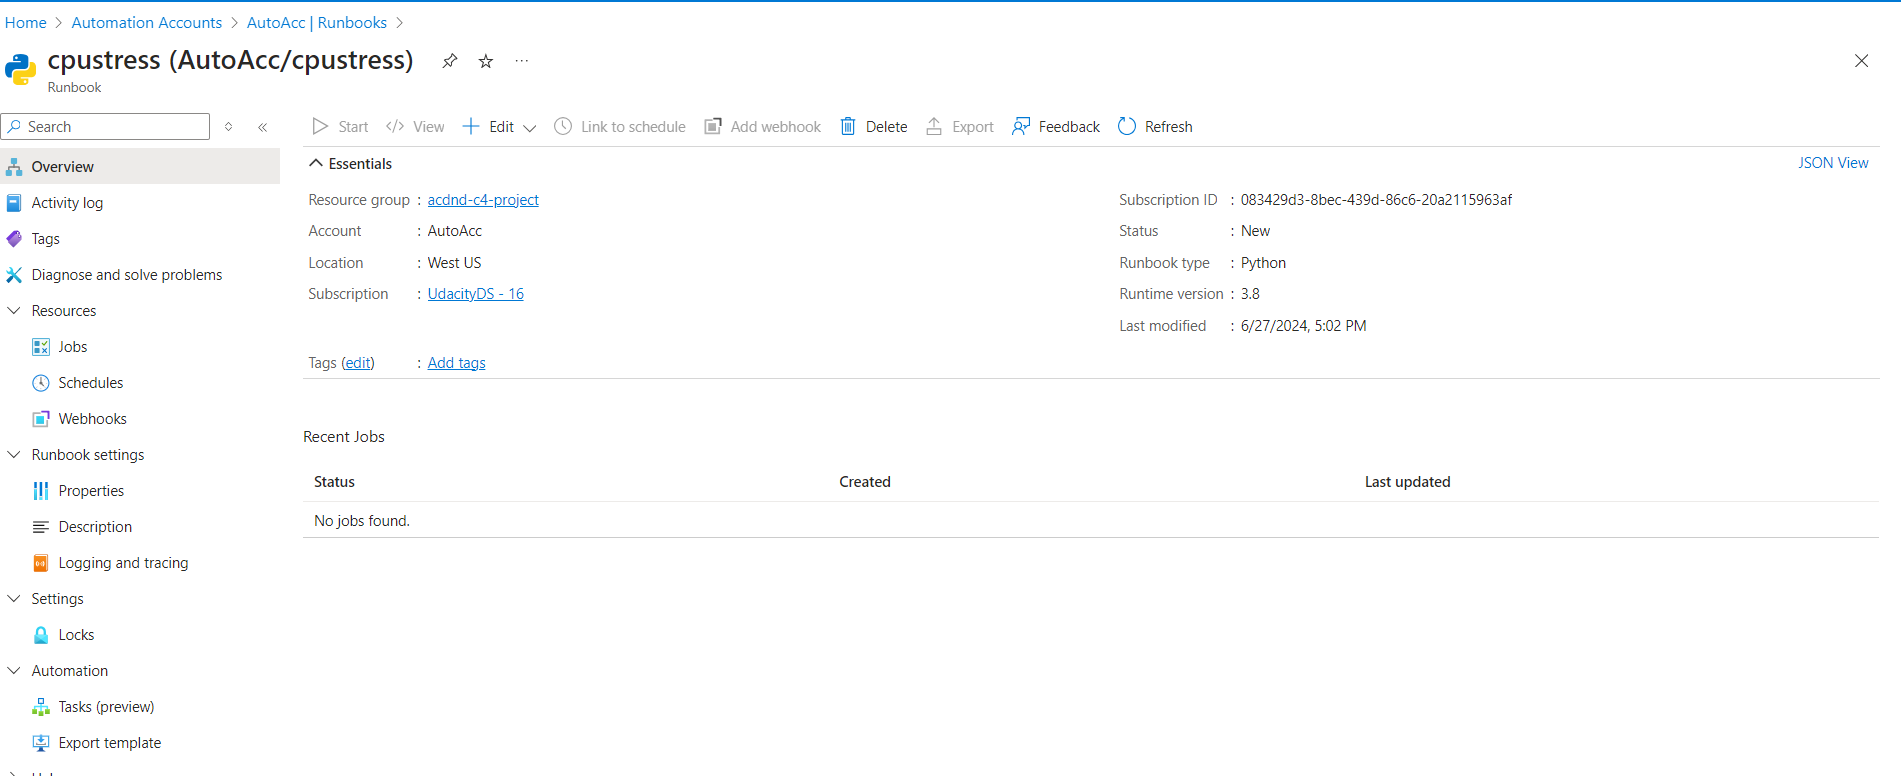 Home > Automation Accounts > AutoAcc | Runbooks >
cpustress (AutoAcc/cpustress)
Runbook
Search
Start View Edit Link to schedule Add webhook Delete Export Feedback Refresh
Overview
Activity log
Tags
Diagnose and solve problems
Resources
Jobs
Schedules
Webhooks
Runbook settings
Properties
Description
Logging and tracing
Settings
Locks
Automation
Tasks (preview)
Export template
Essentials
JSON View
Resource group : acdnd-c4-project
Account : AutoAcc
Location : West US
Subscription : UdacityDS - 16
Subscription ID : 083429d3-8bec-439d-86c6-20a2115963af
Status : New
Runbook type : Python
Runtime version : 3.8
Last modified : 6/27/2024, 5:02 PM
Tags (edit) : Add tags
Recent Jobs
Status Created Last updated
No jobs found.